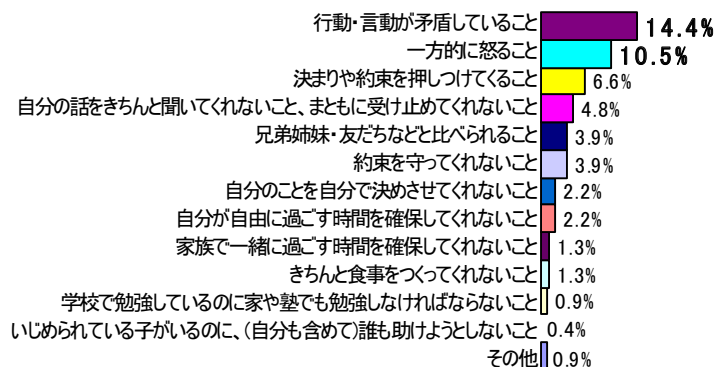 行動・言動が矛盾していること 14.4%
一方的に怒ること 10.5%
決まりや約束を押しつけてくること 6.6%
自分の話をきちんと聞いてくれないこと、まともに受け止めてくれないこと 4.8%
兄弟姉妹・友だちなどと比べられること 3.9%
約束を守ってくれないこと 3.9%
自分のことを自分で決めさせてくれないこと 2.2%
自分が自由に過ごす時間を確保してくれないこと 2.2%
家族で一緒に過ごす時間を確保してくれないこと 1.3%
きちんと食事をつくってくれないこと 1.3%
学校で勉強しているのに家や塾でも勉強しなければならないこと 0.9%
いじめられている子がいるのに、(自分も含めて)誰も助けようとしないこと 0.4%
その他 0.9%